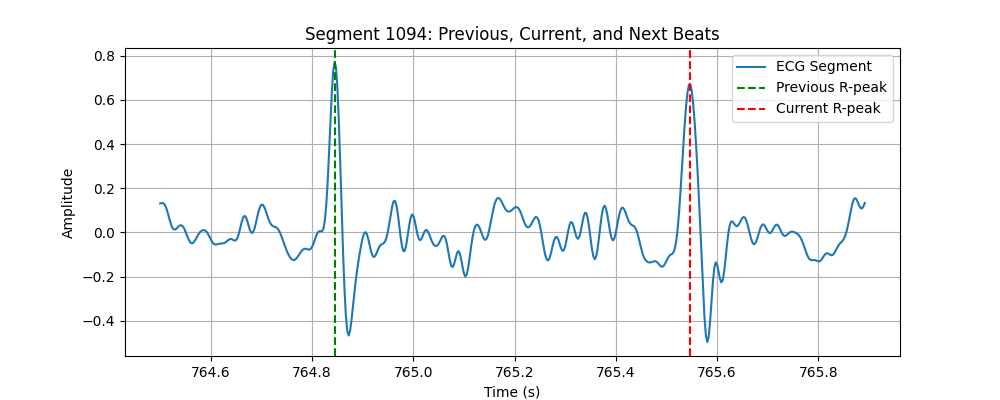 Segment 1094: Previous, Current, and Next Beats
ECG Segment
Previous R-peak
Current R-peak
Amplitude
0.8
0.6
0.4
0.2
0.0
−0.2
−0.4
764.6 764.8 765.0 765.2 765.4 765.6 765.8
Time (s)